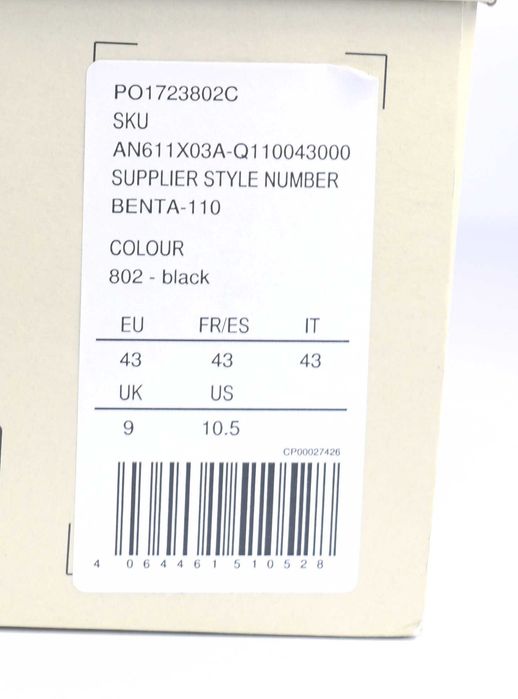 PO1723802C
SKU
AN611X03A-Q110043000
SUPPLIER STYLE NUMBER
BENTA-110
COLOUR
802 - black
EU FR/ES IT
43 43 43
UK US
9 10.5
CP00027426
4 064461 510528